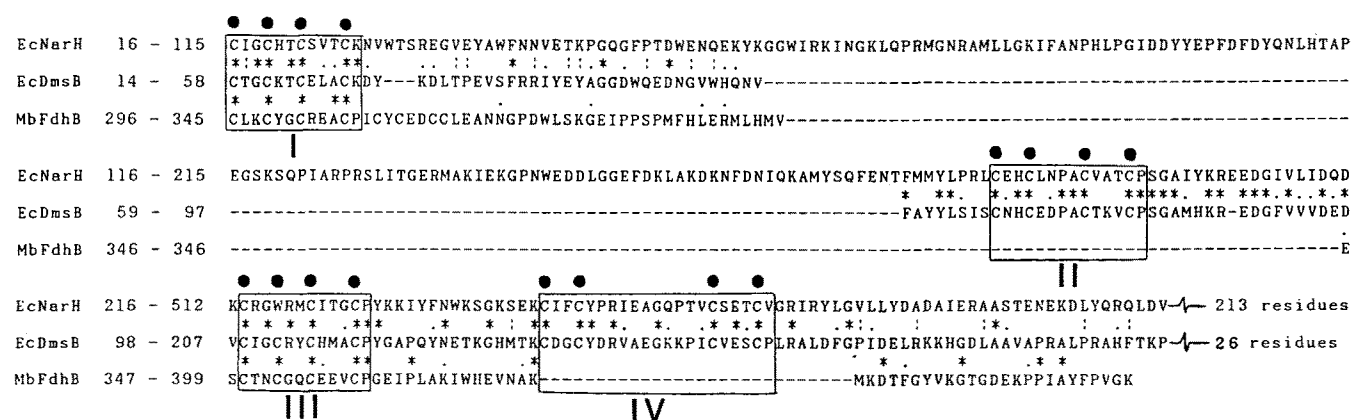 EcNarH 16 - 115 CIGCHTCSVTCKNVWTSREGVEYAWFNNVETKPGQGFPTDWENQEKYKGGWIRKINGKLQPRMGNRAMLLGKIFANPHLPGIDDYYEPFDFDYQNLHTAP
EcDmsB 14 - 58 CTGCKTCELACKDY---KDLTPEVSFRRIYEYAGGDWQEDNGVWHQNV----------------------------------------------------
MbFdhB 296 - 345 CLKCYGCREACPICYCEDCCLEANNGPDWLSKGEIPPSPMFHLERMLHMV--------------------------------------------------
I
EcNarH 116 - 215 EGSKSQPIARPRSLITGERMAKIEKGPNWEDDLGGEFDKLAKDKNFDNIQKAMYSQFENTFMMYLPRLCEHCLNPACVATCPSGAIYKREEDGIVLIDQD
EcDmsB 59 - 97 ------------------------------------------------------------FAYYLSISCNHCEDPACTKVCPSGAMHKR-EDGFVVVDED
MbFdhB 346 - 346 ---------------------------------------------------------------------------------------------------E
II
EcNarH 216 - 512 KCRGWRMCITGCPYKKIYFNWKSGKSEKCIFCYPRIEAGQPTVCSETCVGRIRYLGVLLYDADAIERAASTENEKDLYQRQLDV 213 residues
EcDmsB 98 - 207 VCIGCRYCHMACPYGAPQYNETKGHMTKCDGCYDRVAEGKKPICVESCPLRALDFGPIDELRKKHGDLAAVAPRALPRAHFTKP 26 residues
MbFdhB 347 - 399 SCTNCGQCEEVCPGEIPLAKIWHEVNAK----------------------------MKDTFGYVKGTGDEKPPIAYFPVGK
III IV